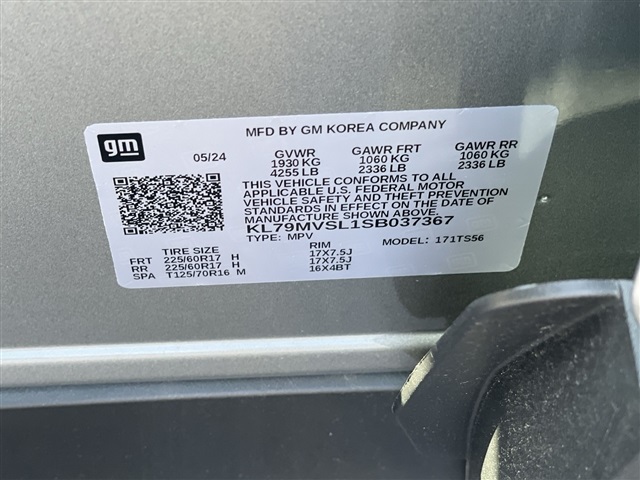 gm
MFD BY GM KOREA COMPANY
05/24 GVWR GAWR FRT GAWR RR
1930 KG 1060 KG 1060 KG
4255 LB 2336 LB 2336 LB
THIS VEHICLE CONFORMS TO ALL
APPLICABLE U.S. FEDERAL MOTOR
VEHICLE SAFETY AND THEFT PREVENTION
STANDARDS IN EFFECT ON THE DATE OF
MANUFACTURE SHOWN ABOVE.
KL79MVSL1SB037367
TYPE: MPV MODEL: 171TS56
TIRE SIZE RIM
FRT 225/60R17 H 17X7.5J
RR 225/60R17 H 17X7.5J
SPA T125/70R16 M 16X4BT